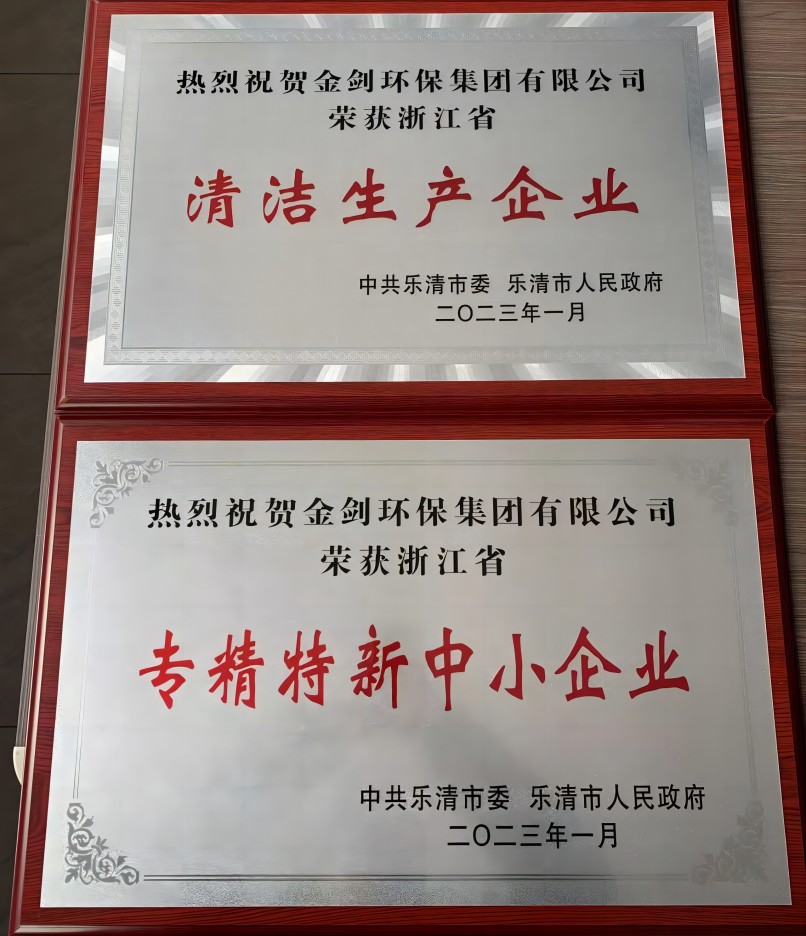 热烈祝贺金剑环保集团有限公司
荣获浙江省
清洁生产企业
中共乐清市委 乐清市人民政府
二〇二三年一月
热烈祝贺金剑环保集团有限公司
荣获浙江省
专精特新中小企业
中共乐清市委 乐清市人民政府
二〇二三年一月